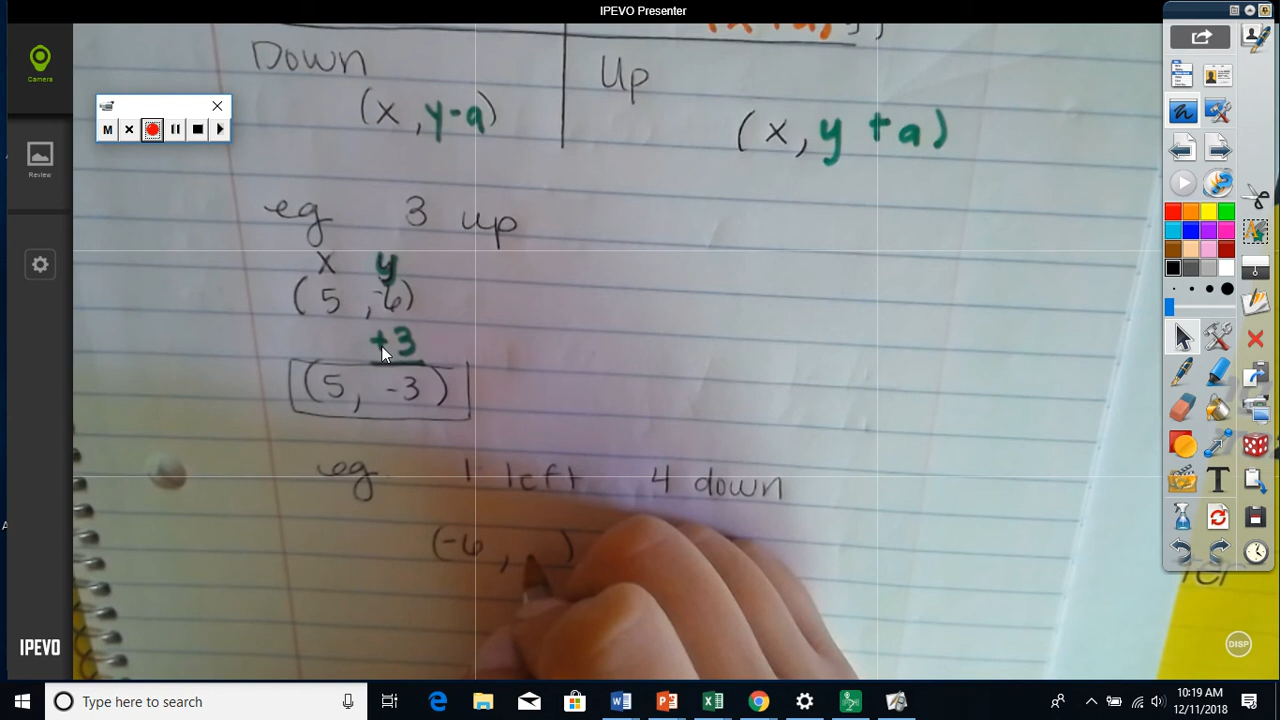 IPEVO Presenter
Camera
Review
IPEVO
M
Down
(x, y-a)
Up
(x, y + a)
eg 3 up
x y
(5, -6)
+3
(5, -3)
eg 1 left 4 down
(-6, )
T
DISP
Type here to search
10:19 AM
12/11/2018